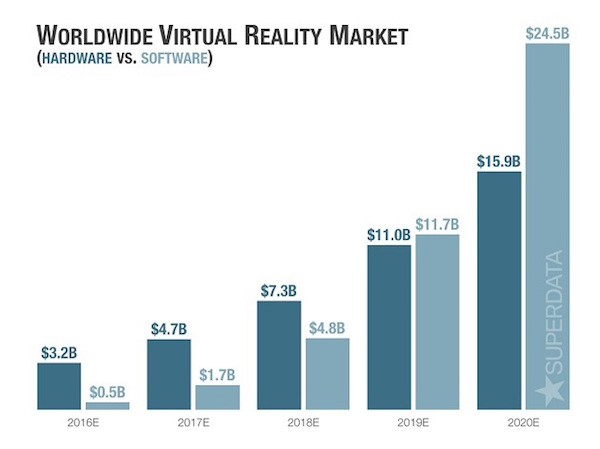 WORLDWIDE VIRTUAL REALITY MARKET
(HARDWARE VS. SOFTWARE)
$3.2B
$0.5B
$4.7B
$1.7B
$7.3B
$4.8B
$11.0B
$11.7B
$15.9B
$24.5B
SUPERDATA
2016E
2017E
2018E
2019E
2020E